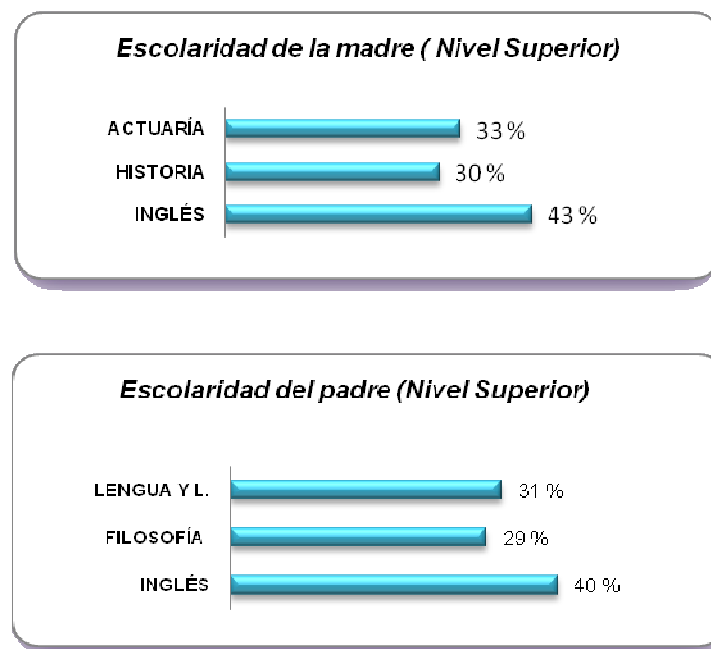 Escolaridad de la madre ( Nivel Superior)
ACTUARÍA 33 %
HISTORIA 30 %
INGLÉS 43 %
Escolaridad del padre (Nivel Superior)
LENGUA Y L. 31 %
FILOSOFÍA 29 %
INGLÉS 40 %